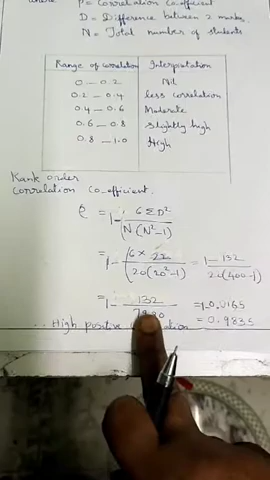 where P = Correlation Co-efficient
D = Difference between 2 marks
N = Total number of students
Range of correlation Interpretation
0 - 0.2 Nil
0.2 - 0.4 less correlation
0.4 - 0.6 Moderate
0.6 - 0.8 slightly high
0.8 - 1.0 High
Rank order
Correlation Co-efficient.
ρ = 1 - 6 Σ D² / (N (N² - 1))
= 1 - (6 × 22 / 20 (20² - 1) = 1 - 132 / 20 (400 - 1)
= 1 - 132 / = 1 - 0.0165
= 0.9835
∴ High positive